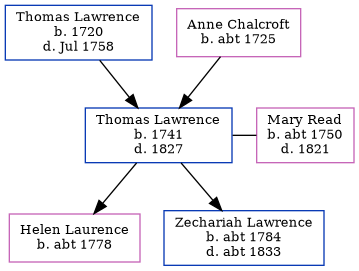 Thomas Lawrence
b. 1720
d. Jul 1758
Anne Chalcroft
b. abt 1725
Thomas Lawrence
b. 1741
d. 1827
Mary Read
b. abt 1750
d. 1821
Helen Laurence
b. abt 1778
Zechariah Lawrence
b. abt 1784
d. abt 1833